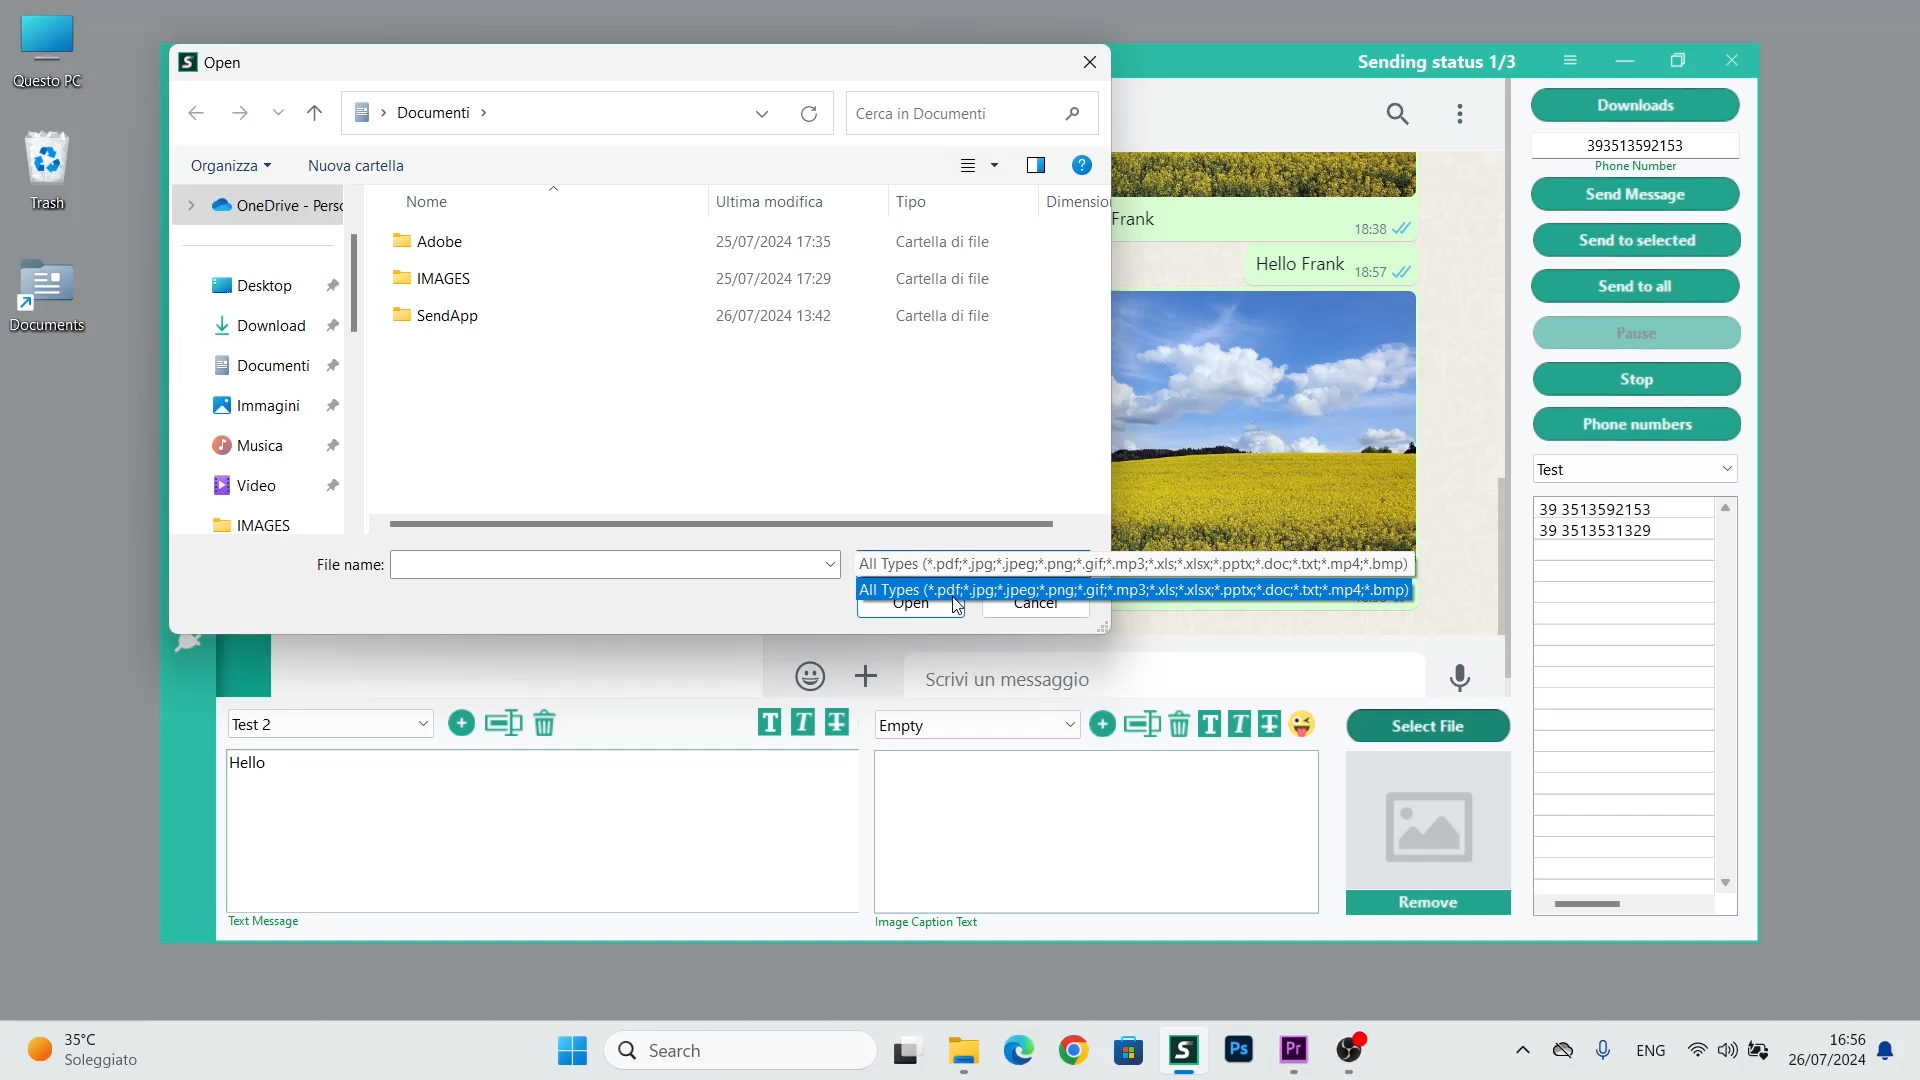 Questo PC
Trash
Documents
Open
Documenti
Cerca in Documenti
Organizza
Nuova cartella
OneDrive - Perso
Desktop
Download
Documenti
Immagini
Musica
Video
IMAGES
Nome
Ultima modifica
Tipo
Dimensio
Adobe
25/07/2024 17:35
Cartella di file
IMAGES
25/07/2024 17:29
Cartella di file
SendApp
26/07/2024 13:42
Cartella di file
File name:
All Types (*.pdf;*.jpg;*.jpeg;*.png;*.gif;*.mp3;*.xls;*.xlsx;*.pptx;*.doc;*.txt;*.mp4;*.bmp)
All Types (*.pdf;*.jpg;*.jpeg;*.png;*.gif;*.mp3;*.xls;*.xlsx;*.pptx;*.doc;*.txt;*.mp4;*.bmp)
Open
Cancel
Sending status 1/3
Frank
18:38
Hello Frank
18:57
Scrivi un messaggio
Downloads
393513592153
Phone Number
Send Message
Send to selected
Send to all
Pause
Stop
Phone numbers
Test
39 3513592153
39 3513531329
Test 2
Hello
Text Message
Empty
Image Caption Text
Select File
Remove
35°C
Soleggiato
Search
Ps
Pr
ENG
16:56
26/07/2024